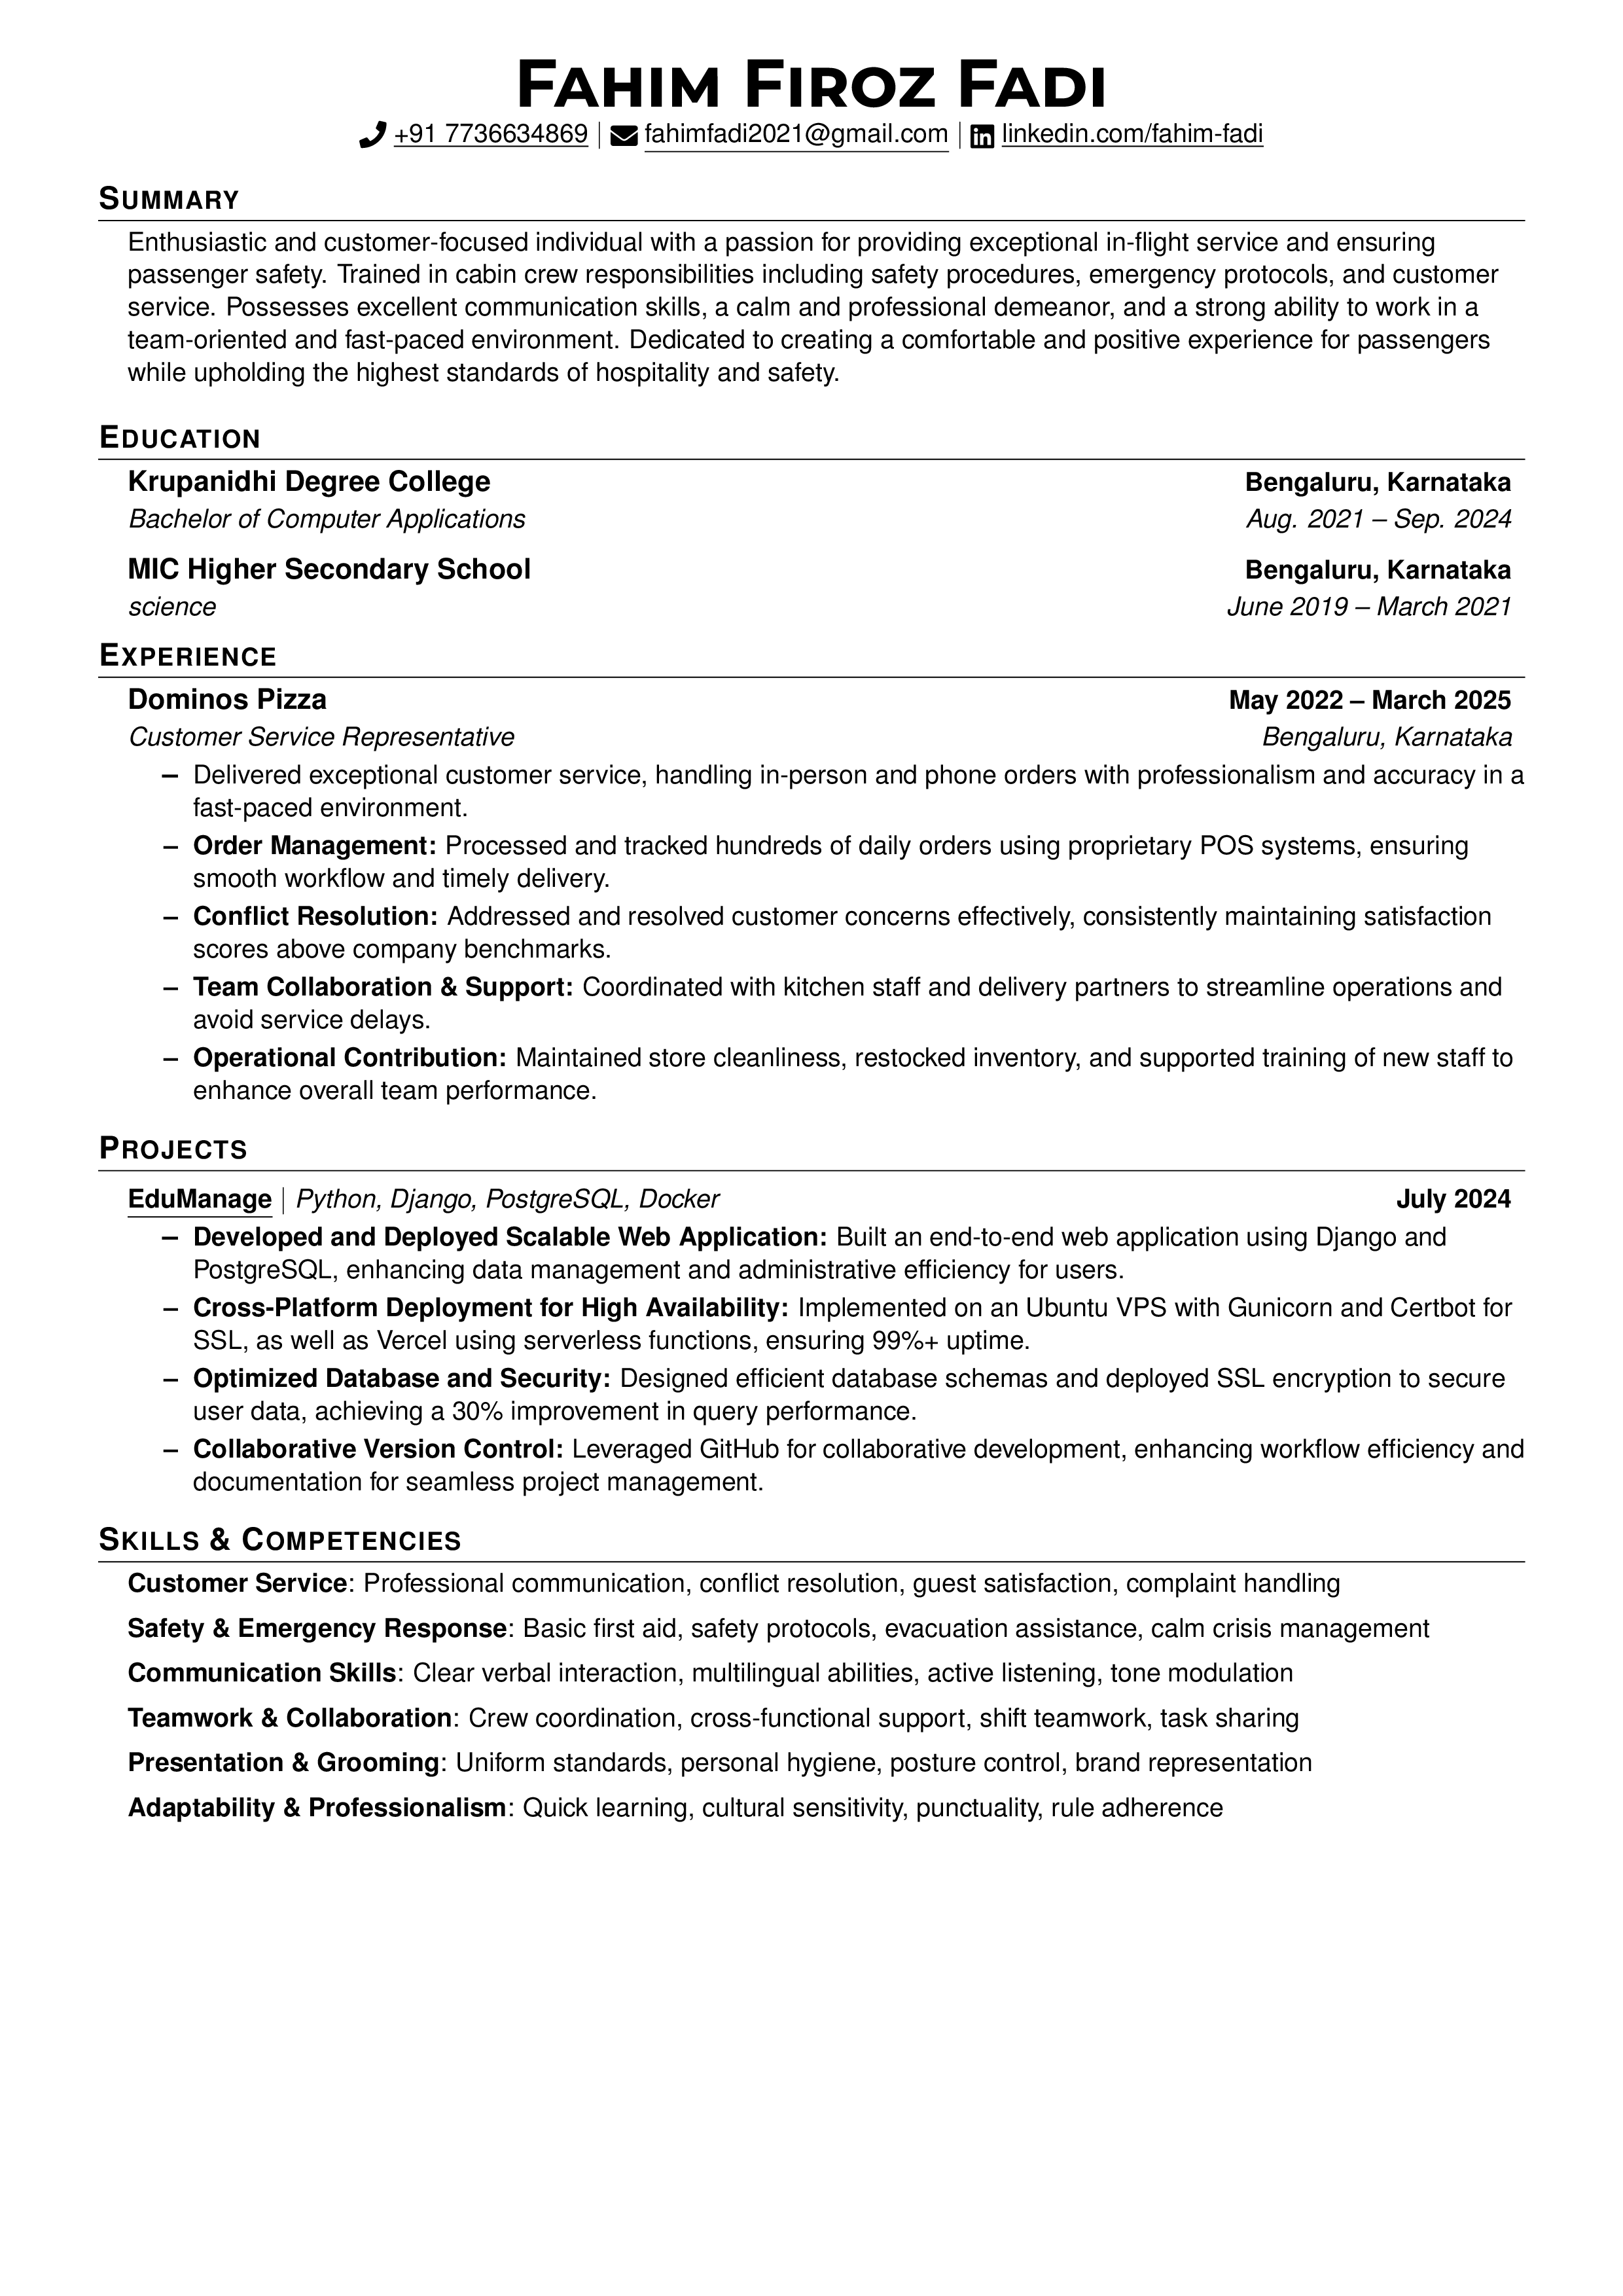 Fahim Firoz Fadi
+91 7736634869 | fahimfadi2021@gmail.com | linkedin.com/fahim-fadi
Summary
Enthusiastic and customer-focused individual with a passion for providing exceptional in-flight service and ensuring
passenger safety. Trained in cabin crew responsibilities including safety procedures, emergency protocols, and customer
service. Possesses excellent communication skills, a calm and professional demeanor, and a strong ability to work in a
team-oriented and fast-paced environment. Dedicated to creating a comfortable and positive experience for passengers
while upholding the highest standards of hospitality and safety.
Education
Krupanidhi Degree College Bengaluru, Karnataka
Bachelor of Computer Applications Aug. 2021 – Sep. 2024
MIC Higher Secondary School Bengaluru, Karnataka
science June 2019 – March 2021
Experience
Dominos Pizza May 2022 – March 2025
Customer Service Representative Bengaluru, Karnataka
– Delivered exceptional customer service, handling in-person and phone orders with professionalism and accuracy in a
fast-paced environment.
– Order Management: Processed and tracked hundreds of daily orders using proprietary POS systems, ensuring
smooth workflow and timely delivery.
– Conflict Resolution: Addressed and resolved customer concerns effectively, consistently maintaining satisfaction
scores above company benchmarks.
– Team Collaboration & Support: Coordinated with kitchen staff and delivery partners to streamline operations and
avoid service delays.
– Operational Contribution: Maintained store cleanliness, restocked inventory, and supported training of new staff to
enhance overall team performance.
Projects
EduManage | Python, Django, PostgreSQL, Docker July 2024
– Developed and Deployed Scalable Web Application: Built an end-to-end web application using Django and
PostgreSQL, enhancing data management and administrative efficiency for users.
– Cross-Platform Deployment for High Availability: Implemented on an Ubuntu VPS with Gunicorn and Certbot for
SSL, as well as Vercel using serverless functions, ensuring 99%+ uptime.
– Optimized Database and Security: Designed efficient database schemas and deployed SSL encryption to secure
user data, achieving a 30% improvement in query performance.
– Collaborative Version Control: Leveraged GitHub for collaborative development, enhancing workflow efficiency and
documentation for seamless project management.
Skills & Competencies
Customer Service: Professional communication, conflict resolution, guest satisfaction, complaint handling
Safety & Emergency Response: Basic first aid, safety protocols, evacuation assistance, calm crisis management
Communication Skills: Clear verbal interaction, multilingual abilities, active listening, tone modulation
Teamwork & Collaboration: Crew coordination, cross-functional support, shift teamwork, task sharing
Presentation & Grooming: Uniform standards, personal hygiene, posture control, brand representation
Adaptability & Professionalism: Quick learning, cultural sensitivity, punctuality, rule adherence